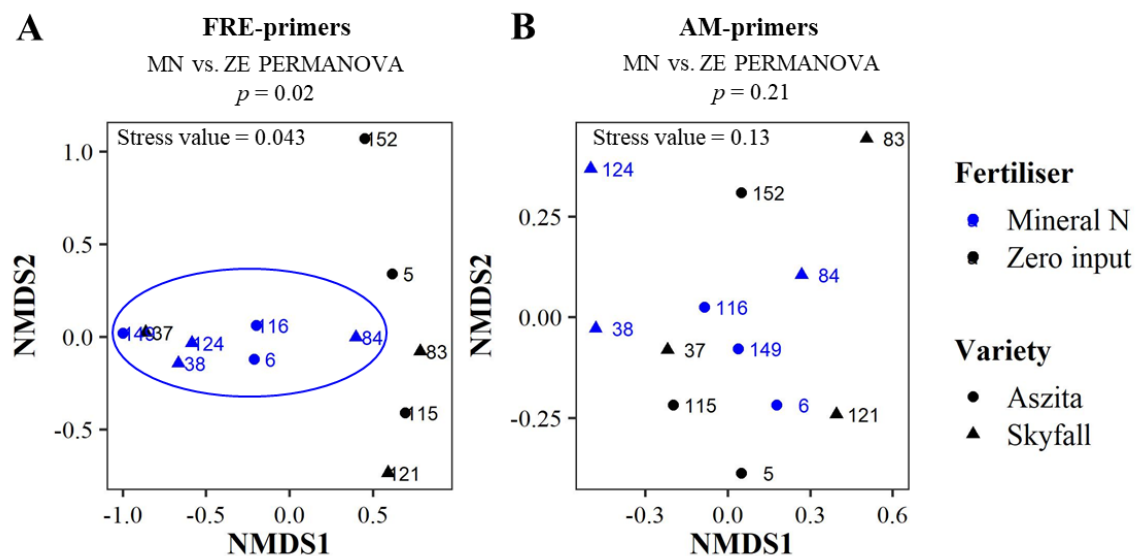 A
FRE-primers
MN vs. ZE PERMANOVA
p = 0.02
Stress value = 0.043
152
5
149
37
124
38
116
6
84
83
115
121
1.0
0.5
0.0
-0.5
NMDS2
-1.0
-0.5
0.0
0.5
NMDS1
B
AM-primers
MN vs. ZE PERMANOVA
p = 0.21
Stress value = 0.13
83
124
152
84
116
38
149
37
115
6
121
5
0.25
0.00
-0.25
NMDS2
-0.3
0.0
0.3
0.6
NMDS1
Fertiliser
Mineral N
Zero input
Variety
Aszita
Skyfall